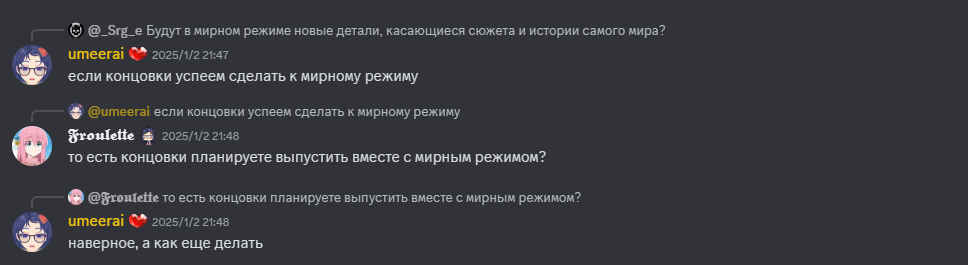 @_Srg_e Будут в мирном режиме новые детали, касающиеся сюжета и истории самого мира?
umeerai 2025/1/2 21:47
если концовки успеем сделать к мирному режиму
@umeerai если концовки успеем сделать к мирному режиму
𝕱𝖗𝖔𝖚𝖑𝖊𝖙𝖙𝖊 2025/1/2 21:48
то есть концовки планируете выпустить вместе с мирным режимом?
@𝕱𝖗𝖔𝖚𝖑𝖊𝖙𝖙𝖊 то есть концовки планируете выпустить вместе с мирным режимом?
umeerai 2025/1/2 21:48
наверное, а как еще делать